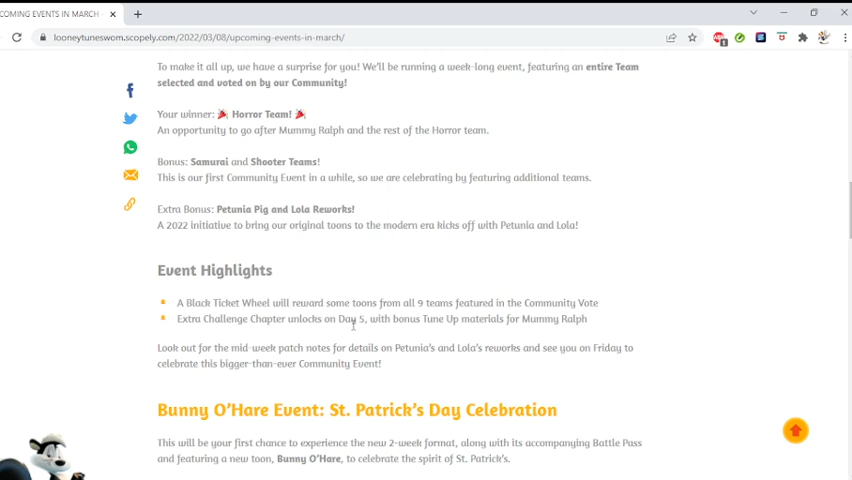 COMING EVENTS IN MARCH -
looneytuneswom.scopely.com/2022/03/08/upcoming-events-in-march/
To make it all up, we have a surprise for you! We'll be running a week-long event, featuring an entire Team
selected and voted on by our Community!
Your winner: Horror Team!
An opportunity to go after Mummy Ralph and the rest of the Horror team.
Bonus: Samurai and Shooter Teams!
This is our first Community Event in a while, so we are celebrating by featuring additional teams.
Extra Bonus: Petunia Pig and Lola Reworks!
A 2022 initiative to bring our original toons to the modern era kicks off with Petunia and Lola!
Event Highlights
A Black Ticket Wheel will reward some toons from all 9 teams featured in the Community Vote
Extra Challenge Chapter unlocks on Day 5, with bonus Tune Up materials for Mummy Ralph
Look out for the mid-week patch notes for details on Petunia's and Lola's reworks and see you on Friday to
celebrate this bigger-than-ever Community Event!
Bunny O'Hare Event: St. Patrick's Day Celebration
This will be your first chance to experience the new 2-week format, along with its accompanying Battle Pass
and featuring a new toon, Bunny O'Hare, to celebrate the spirit of St. Patrick's.